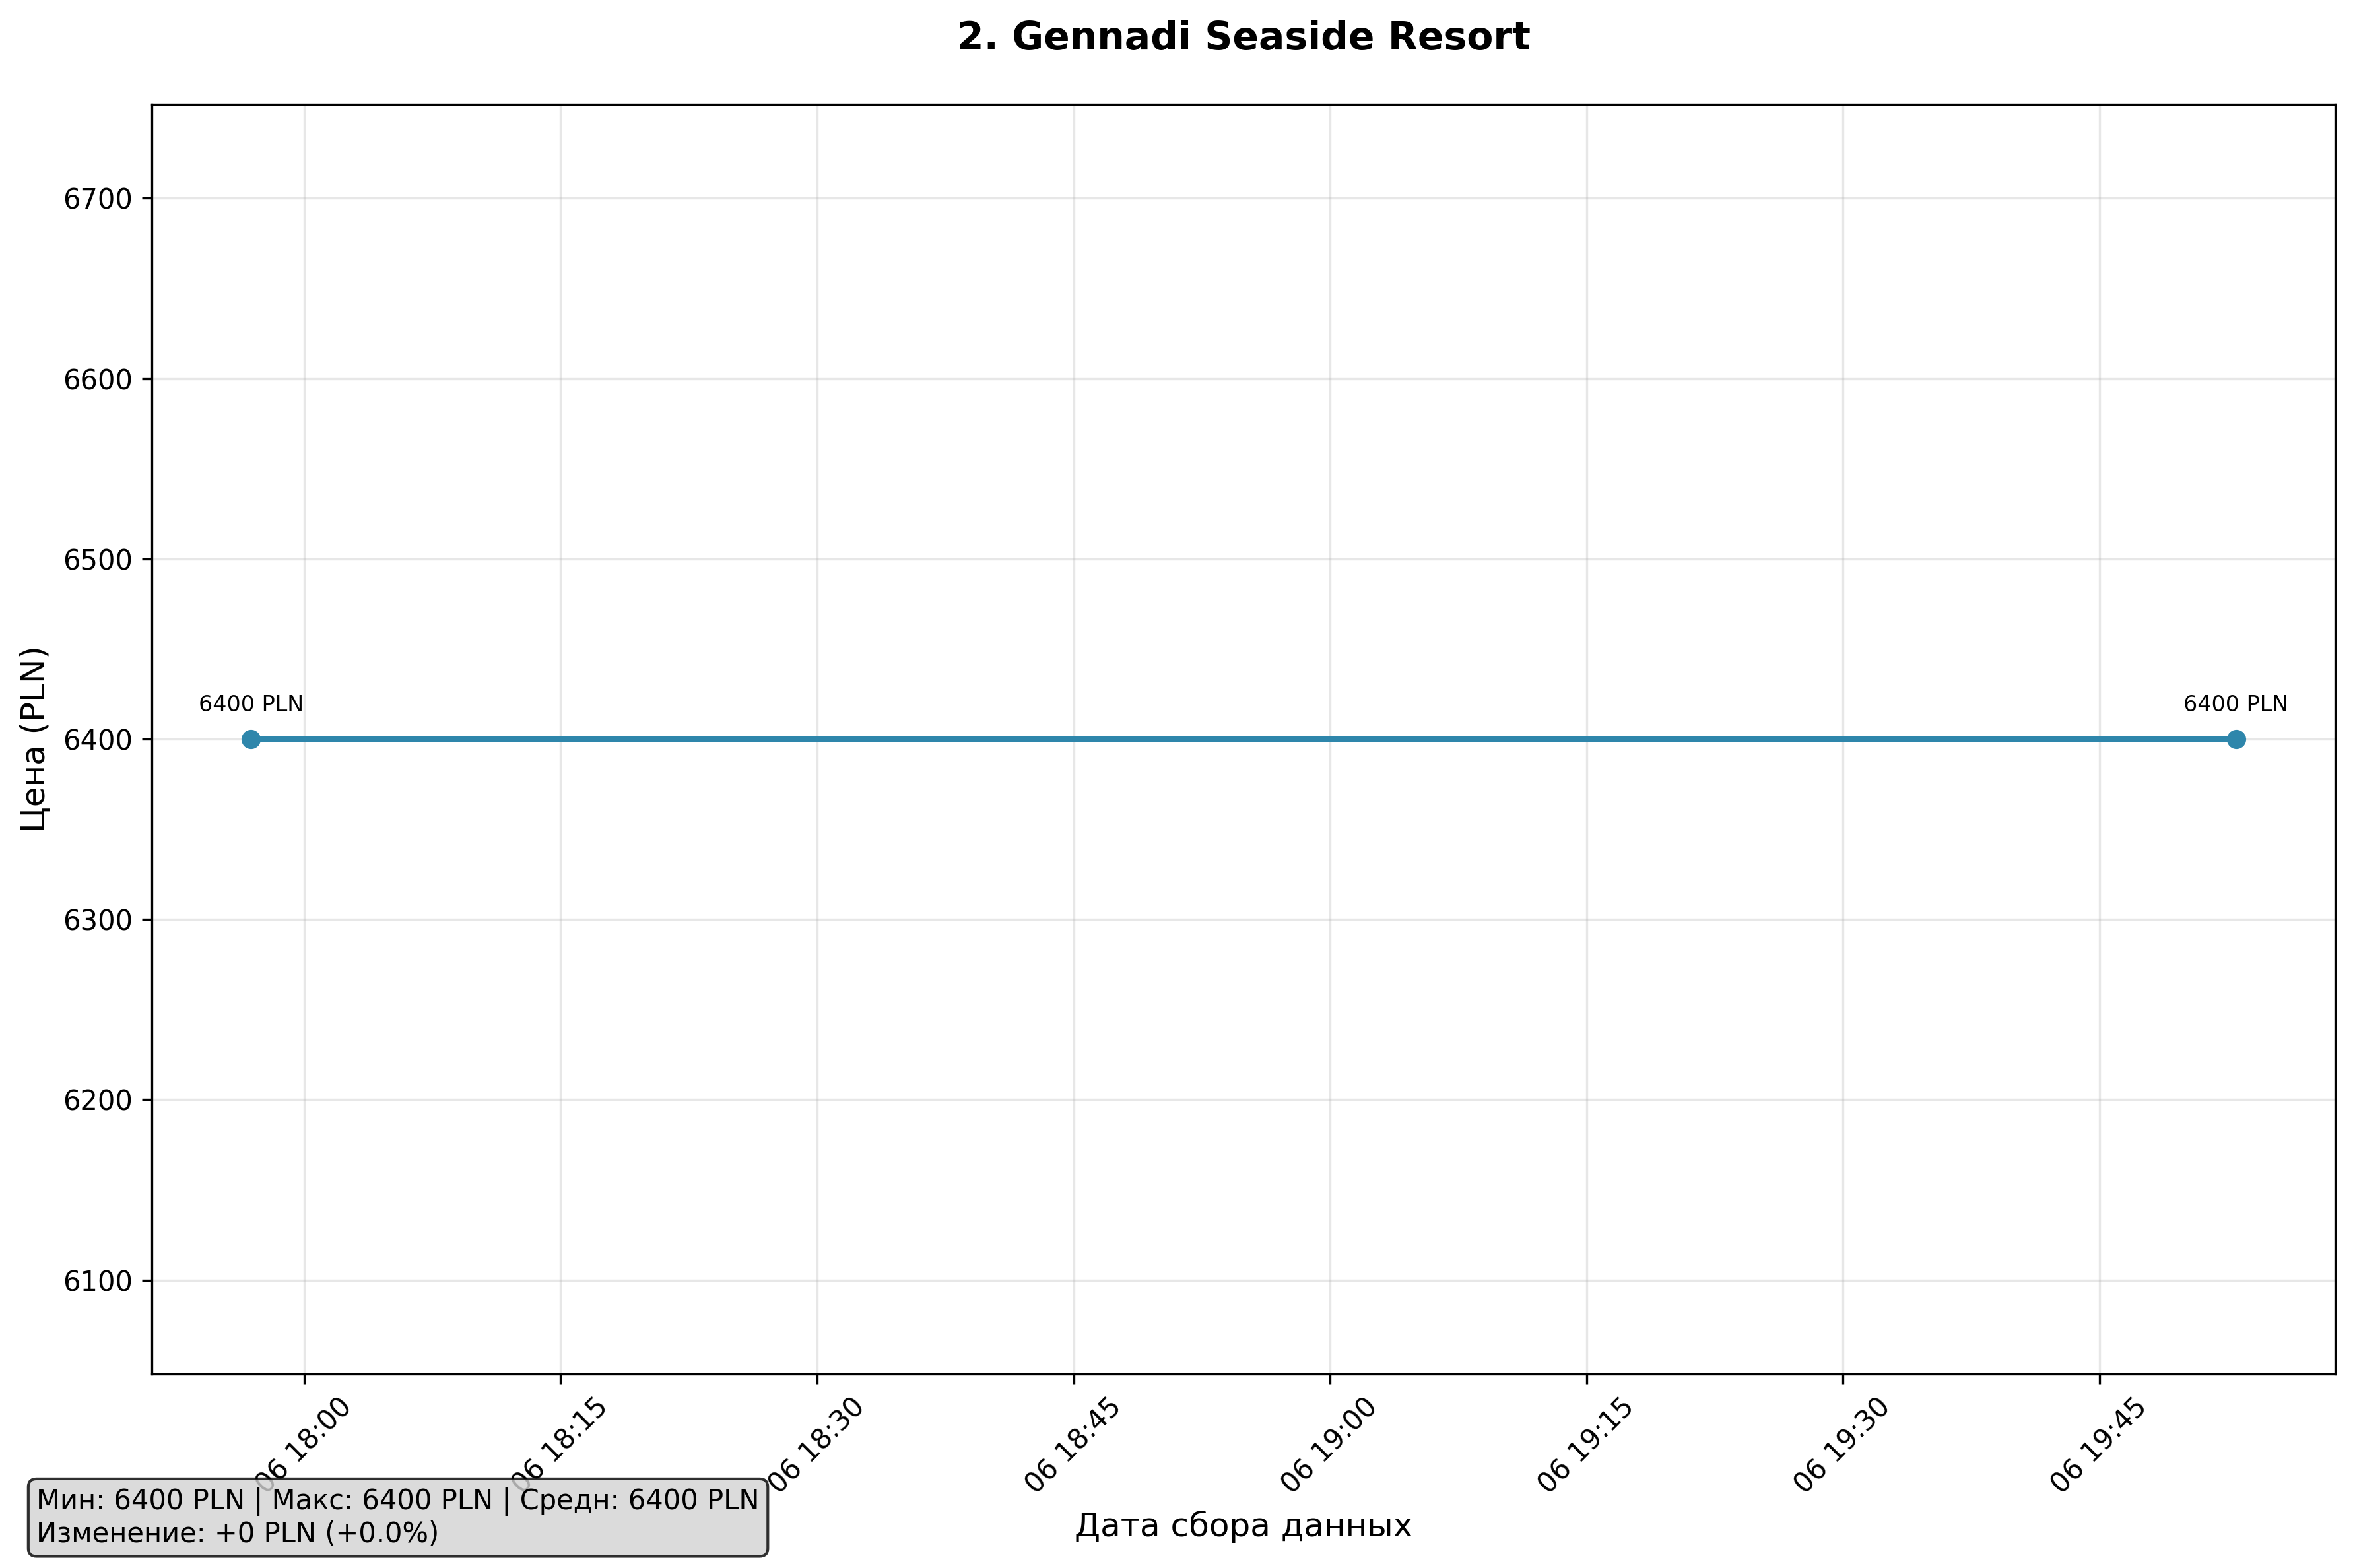 2. Gennadi Seaside Resort
Цена (PLN)
6700
6600
6500
6400
6300
6200
6100
6400 PLN
6400 PLN
06 18:00
06 18:15
06 18:30
06 18:45
06 19:00
06 19:15
06 19:30
06 19:45
Дата сбора данных
Мин: 6400 PLN | Макс: 6400 PLN | Средн: 6400 PLN
Изменение: +0 PLN (+0.0%)